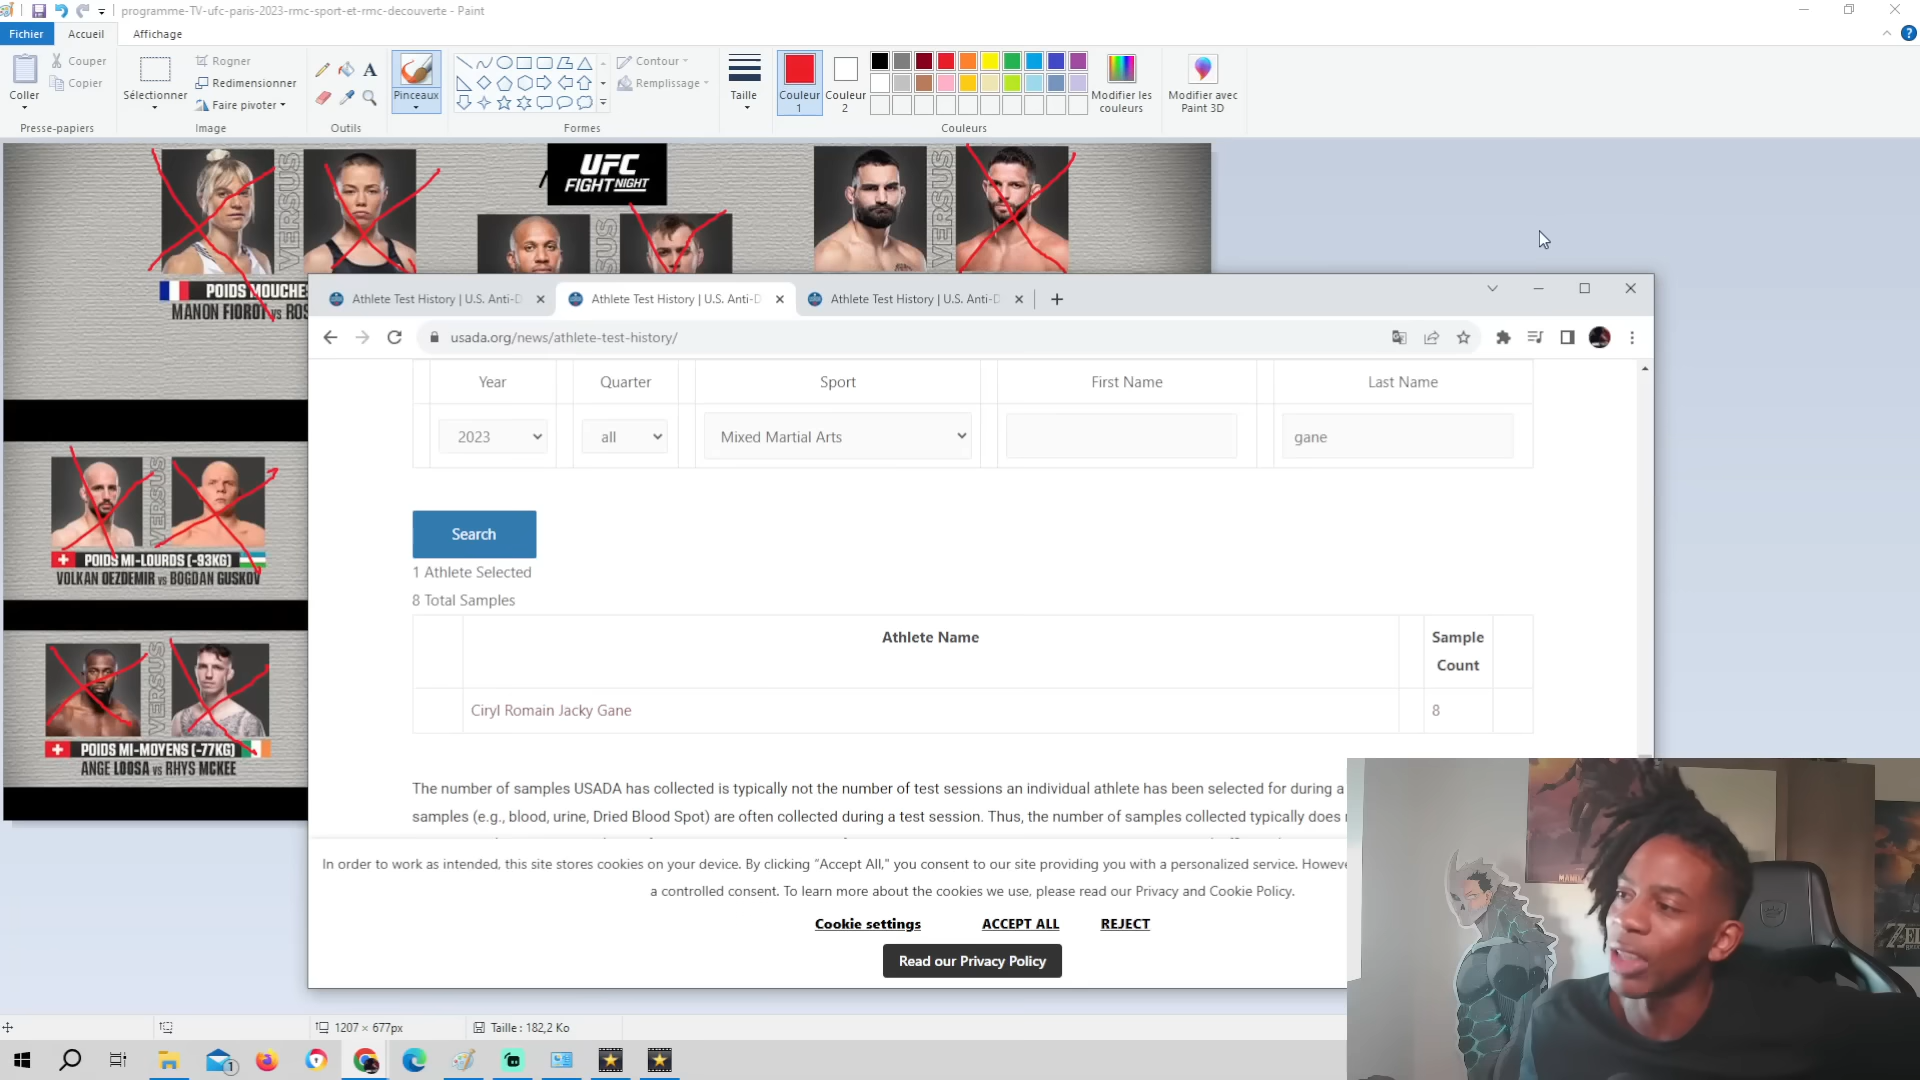 programme-TV-ufc-paris-2023-rmc-sport-et-rmc-decouverte - Paint
Fichier
Accueil
Affichage
Coller
Couper
Copier
Presse-papiers
Sélectionner
Rogner
Redimensionner
Faire pivoter
Image
A
Outils
Pinceaux
Formes
Contour
Remplissage
Taille
Couleur 1
Couleur 2
Couleurs
Modifier les couleurs
Modifier avec Paint 3D
VERSUS
POIDS MOUCHES
MANON FIOROT vs ROS
UFC
FIGHT NIGHT
VERSUS
VERSUS
POIDS MI-LOURDS (-93KG)
VOLKAN OEZDEMIR vs BOGDAN GUSKOV
VERSUS
POIDS MI-MOYENS (-77KG)
ANGE LOOSA vs RHYS MCKEE
Athlete Test History | U.S. Anti-D
Athlete Test History | U.S. Anti-D
Athlete Test History | U.S. Anti-D
usada.org/news/athlete-test-history/
Year
Quarter
Sport
First Name
Last Name
2023
all
Mixed Martial Arts
gane
Search
1 Athlete Selected
8 Total Samples
Athlete Name
Sample Count
Ciryl Romain Jacky Gane
8
The number of samples USADA has collected is typically not the number of test sessions an individual athlete has been selected for during a
samples (e.g., blood, urine, Dried Blood Spot) are often collected during a test session. Thus, the number of samples collected typically does
In order to work as intended, this site stores cookies on your device. By clicking "Accept All," you consent to our site providing you with a personalized service. Howeve
a controlled consent. To learn more about the cookies we use, please read our Privacy and Cookie Policy.
Cookie settings
ACCEPT ALL
REJECT
Read our Privacy Policy
1207 × 677px
Taille : 182,2 Ko
1